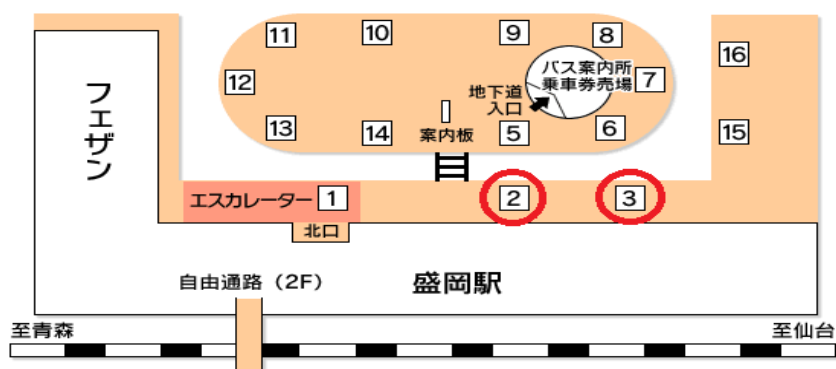 11
10
9
8
16
12
バス案内所
乗車券売場
7
フェザン
地下道
入口
13
14
案内板
5
6
15
エスカレーター
1
2
3
北口
自由通路（2F）
盛岡駅
至青森
至仙台